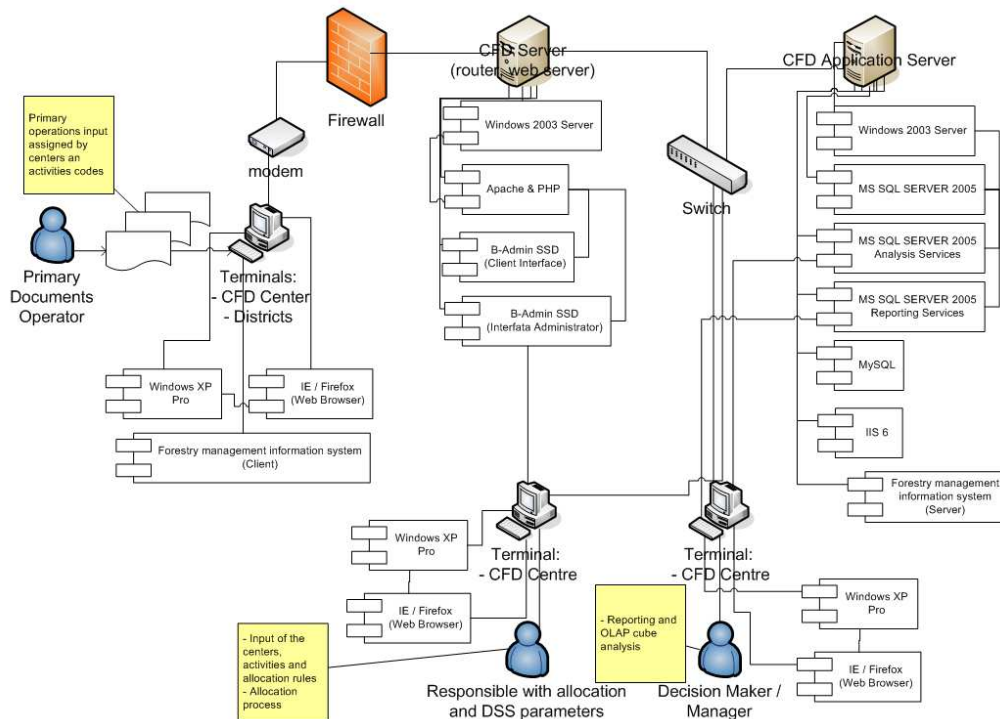 CFD Server
(router, web server)
CFD Application Server
Firewall
Primary
operations input
assigned by
centers an
activities codes
modem
Switch
Primary
Documents
Operator
Terminals:
- CFD Center
- Districts
Windows XP
Pro
IE / Firefox
(Web Browser)
Forestry management information system
(Client)
Windows 2003 Server
Apache & PHP
B-Admin SSD
(Client Interface)
B-Admin SSD
(Interfata Administrator)
Windows 2003 Server
MS SQL SERVER 2005
MS SQL SERVER 2005
Analysis Services
MS SQL SERVER 2005
Reporting Services
MySQL
IIS 6
Forestry management
information system
(Server)
Windows XP
Pro
IE / Firefox
(Web Browser)
Terminal:
- CFD Centre
Terminal:
- CFD Centre
Windows XP
Pro
IE / Firefox
(Web Browser)
- Input of the
centers,
activities and
allocation rules
- Allocation
process
- Reporting and
OLAP cube
analysis
Responsible with allocation
and DSS parameters
Decision Maker /
Manager